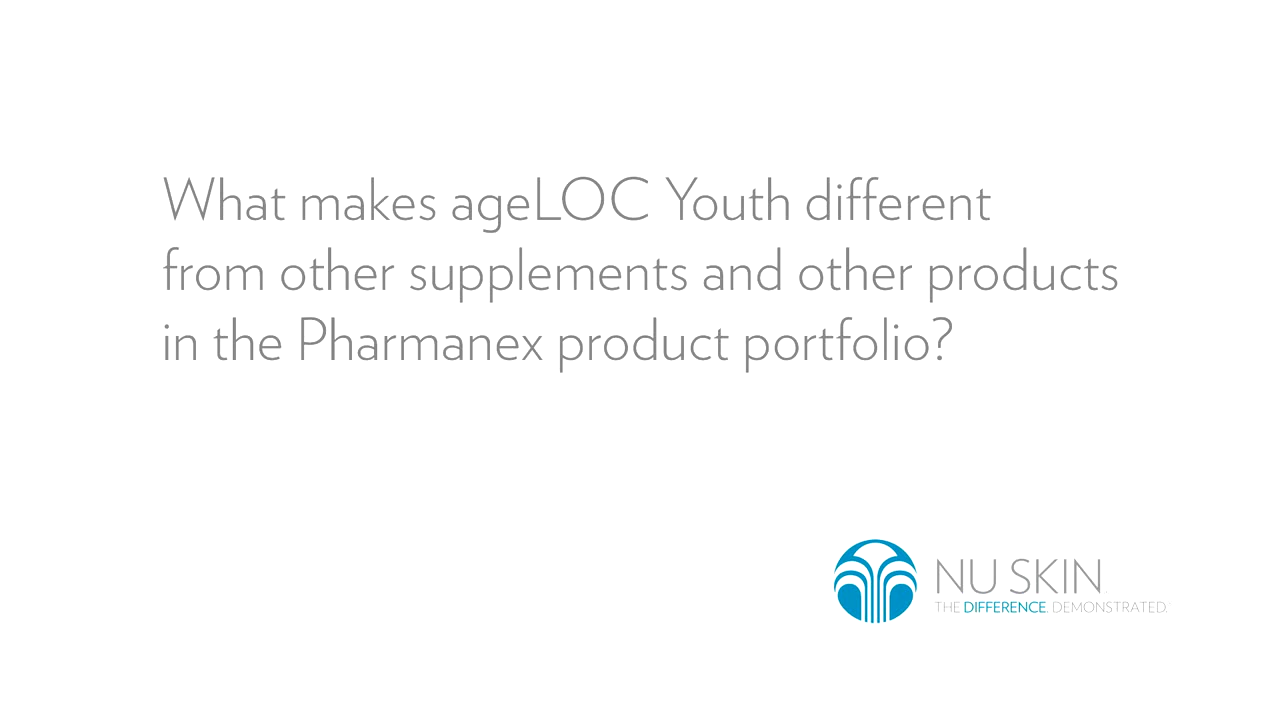 What makes ageLOC Youth different
from other supplements and other products
in the Pharmanex product portfolio?
NU SKIN
THE DIFFERENCE. DEMONSTRATED.